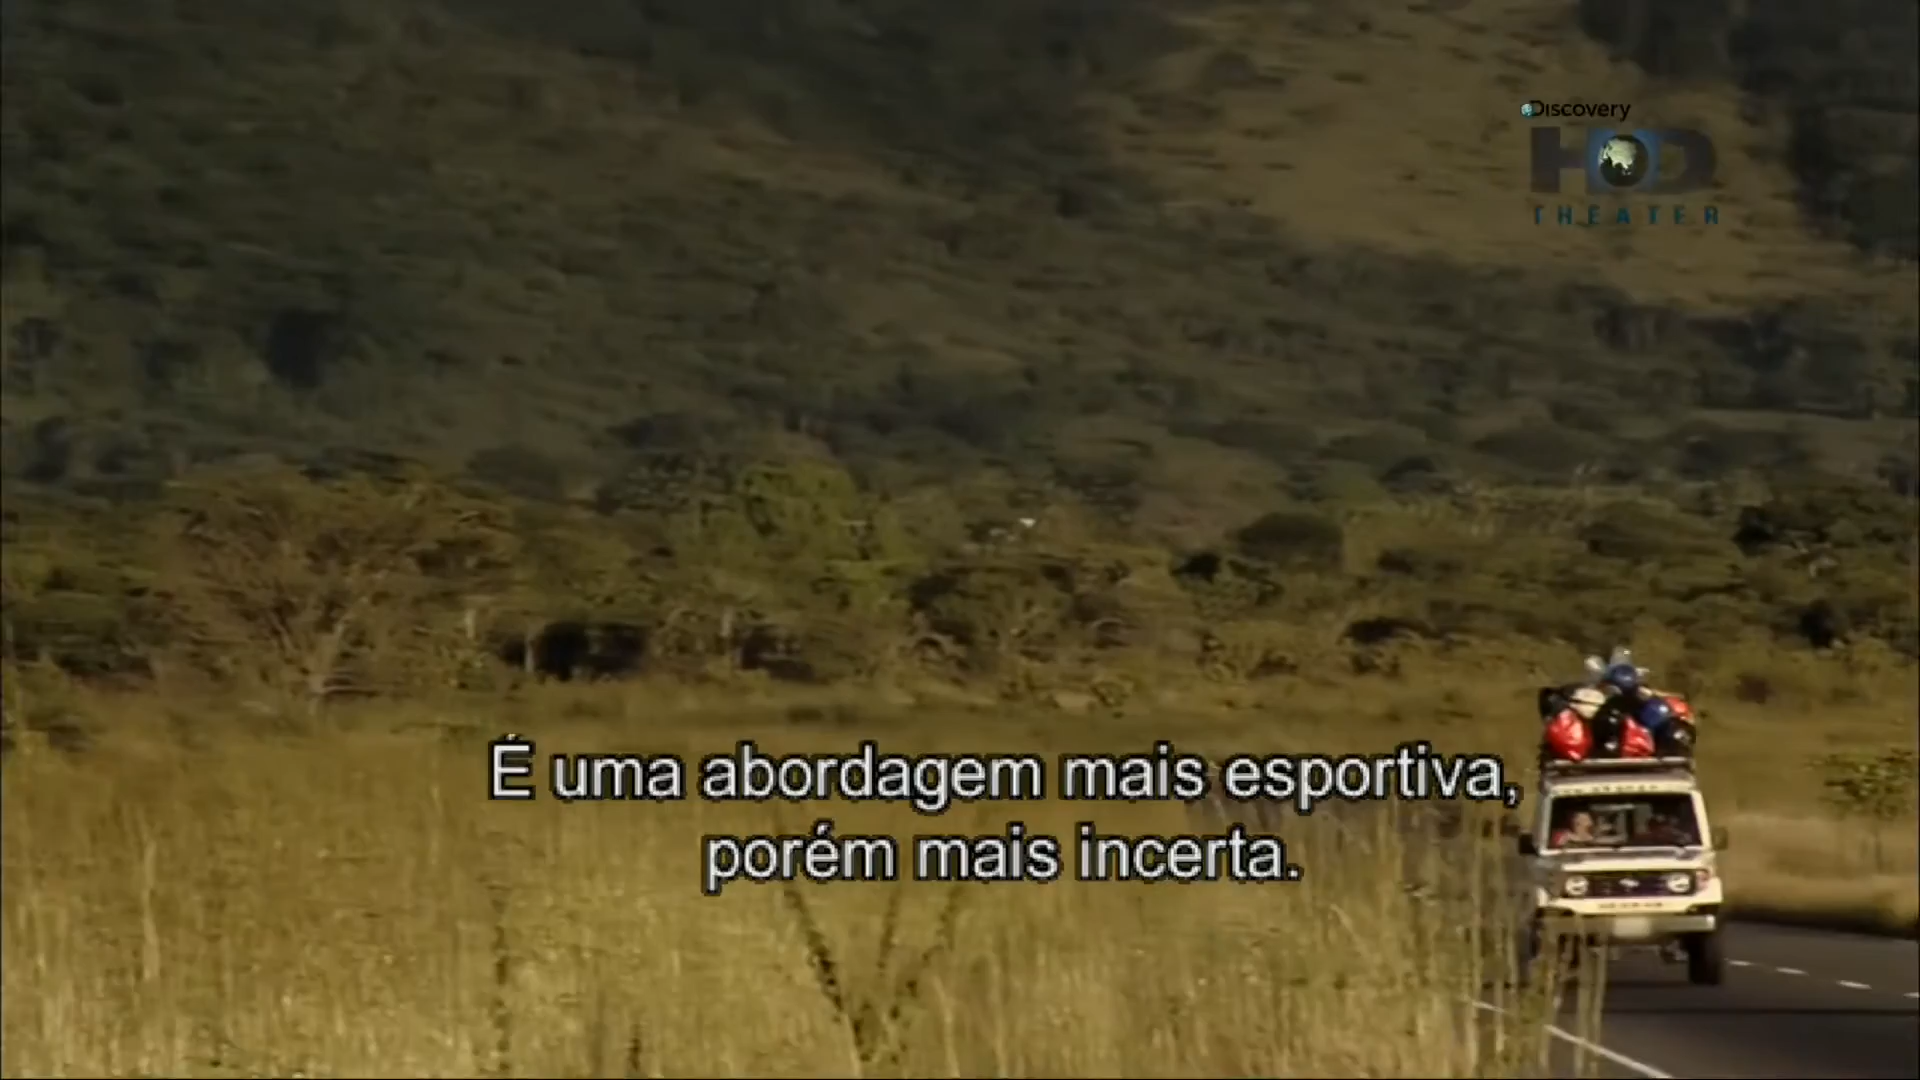 Discovery
HD
THEATER
É uma abordagem mais esportiva,
porém mais incerta.